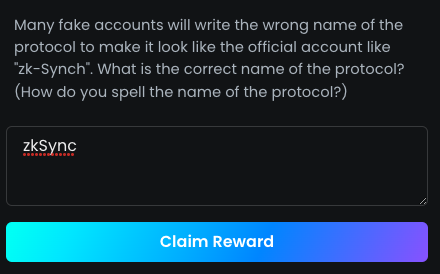 Many fake accounts will write the wrong name of the
protocol to make it look like the official account like
"zk-Synch". What is the correct name of the protocol?
(How do you spell the name of the protocol?)
zkSync
Claim Reward